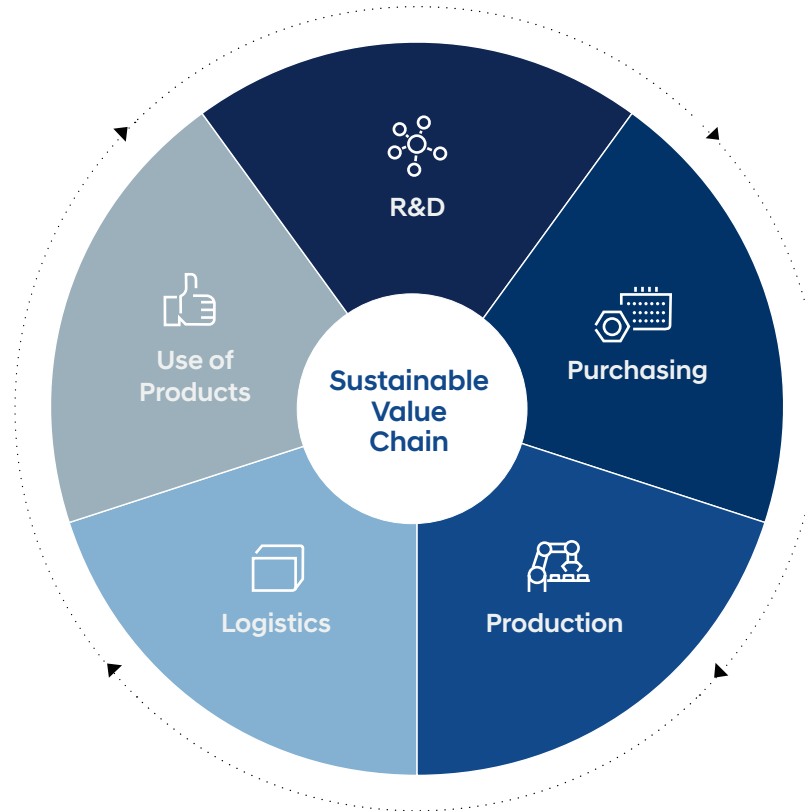 R&D
Purchasing
Production
Logistics
Use of
Products
Sustainable
Value
Chain